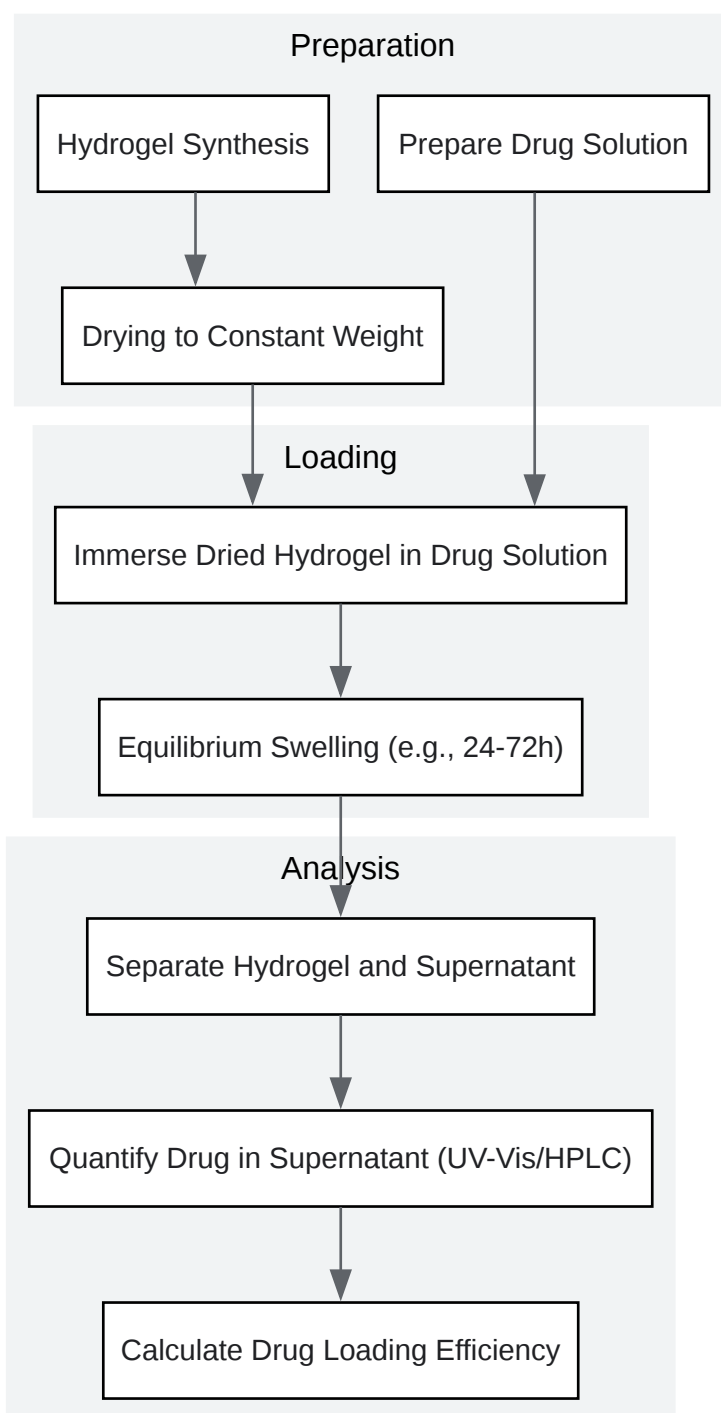 Preparation
Hydrogel Synthesis
Prepare Drug Solution
Drying to Constant Weight
Loading
Immerse Dried Hydrogel in Drug Solution
Equilibrium Swelling (e.g., 24-72h)
Analysis
Separate Hydrogel and Supernatant
Quantify Drug in Supernatant (UV-Vis/HPLC)
Calculate Drug Loading Efficiency